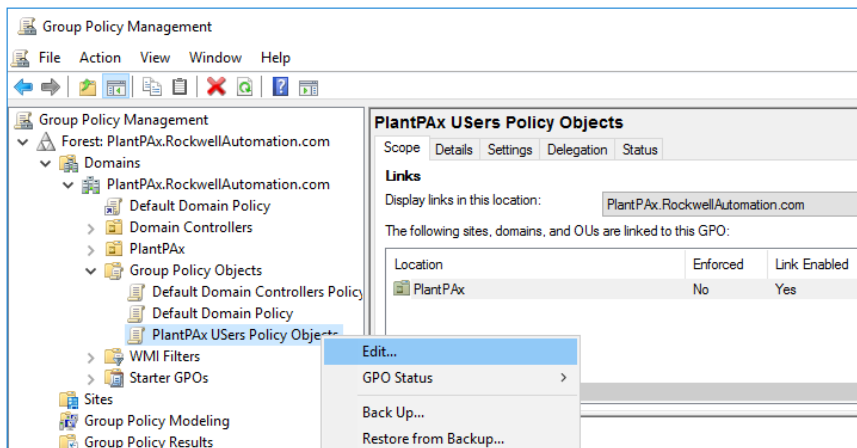 Group Policy Management
File Action View Window Help
Group Policy Management
Forest: PlantPAx.RockwellAutomation.com
Domains
PlantPAx.RockwellAutomation.com
Default Domain Policy
Domain Controllers
PlantPAx
Group Policy Objects
Default Domain Controllers Policy
Default Domain Policy
PlantPAx USers Policy Objects
WMI Filters
Starter GPOs
Sites
Group Policy Modeling
Group Policy Results
PlantPAx USers Policy Objects
Scope Details Settings Delegation Status
Links
Display links in this location: PlantPAx.RockwellAutomation.com
The following sites, domains, and OUs are linked to this GPO:
Location Enforced Link Enabled
PlantPAx No Yes
Edit...
GPO Status
Back Up...
Restore from Backup...